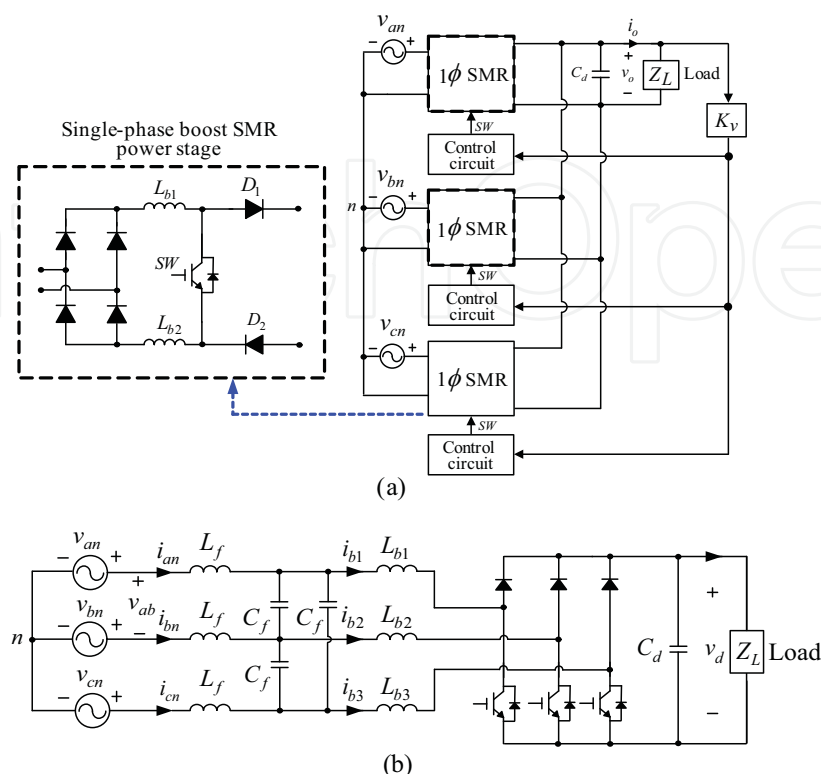 v_an
− +
1ϕ SMR
SW
Control circuit
C_d
i_o
+
v_o
−
Z_L
Load
K_v
Single-phase boost SMR power stage
L_b1
D_1
SW
L_b2
D_2
n
v_bn
− +
1ϕ SMR
SW
Control circuit
v_cn
− +
1ϕ SMR
SW
Control circuit
(a)
v_an
− +
i_an
L_f
i_b1
L_b1
+
v_ab
−
n
v_bn
− +
i_bn
L_f
C_f
C_f
i_b2
L_b2
C_f
v_cn
− +
i_cn
L_f
i_b3
L_b3
C_d
+
v_d
−
Z_L
Load
(b)